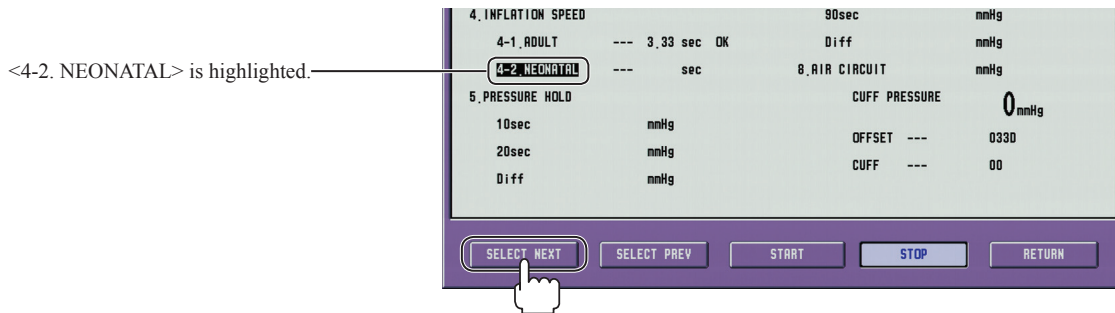 4.INFLATION SPEED 90sec mmHg
4-1.ADULT --- 3.33 sec OK Diff mmHg
<4-2. NEONATAL> is highlighted.
4-2.NEONATAL --- sec 8.AIR CIRCUIT mmHg
5.PRESSURE HOLD CUFF PRESSURE 0mmHg
10sec mmHg
OFFSET --- 033D
20sec mmHg
CUFF --- 00
Diff mmHg
SELECT NEXT SELECT PREV START STOP RETURN